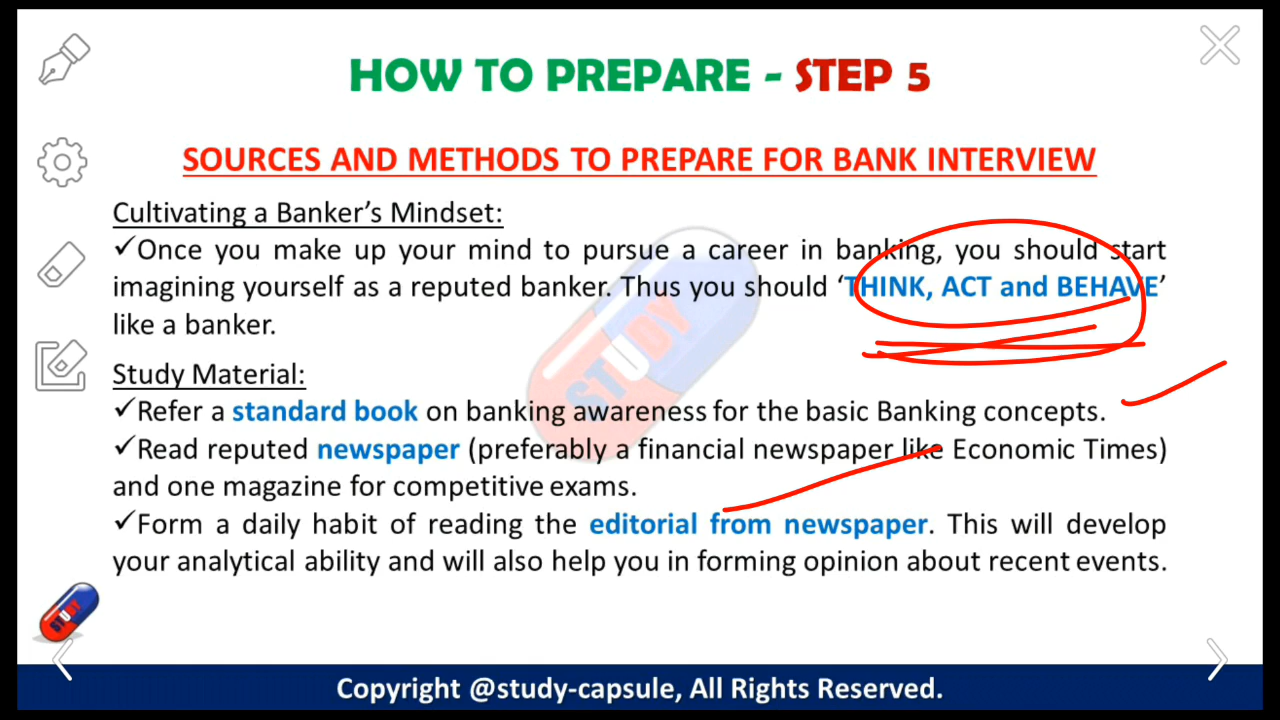 HOW TO PREPARE - STEP 5
SOURCES AND METHODS TO PREPARE FOR BANK INTERVIEW
Cultivating a Banker's Mindset:
✓Once you make up your mind to pursue a career in banking, you should start
imagining yourself as a reputed banker. Thus you should ‘THINK, ACT and BEHAVE’
like a banker.
Study Material:
✓Refer a standard book on banking awareness for the basic Banking concepts.
✓Read reputed newspaper (preferably a financial newspaper like Economic Times)
and one magazine for competitive exams.
✓Form a daily habit of reading the editorial from newspaper. This will develop
your analytical ability and will also help you in forming opinion about recent events.
STUDY
STUDY
Copyright @study-capsule, All Rights Reserved.